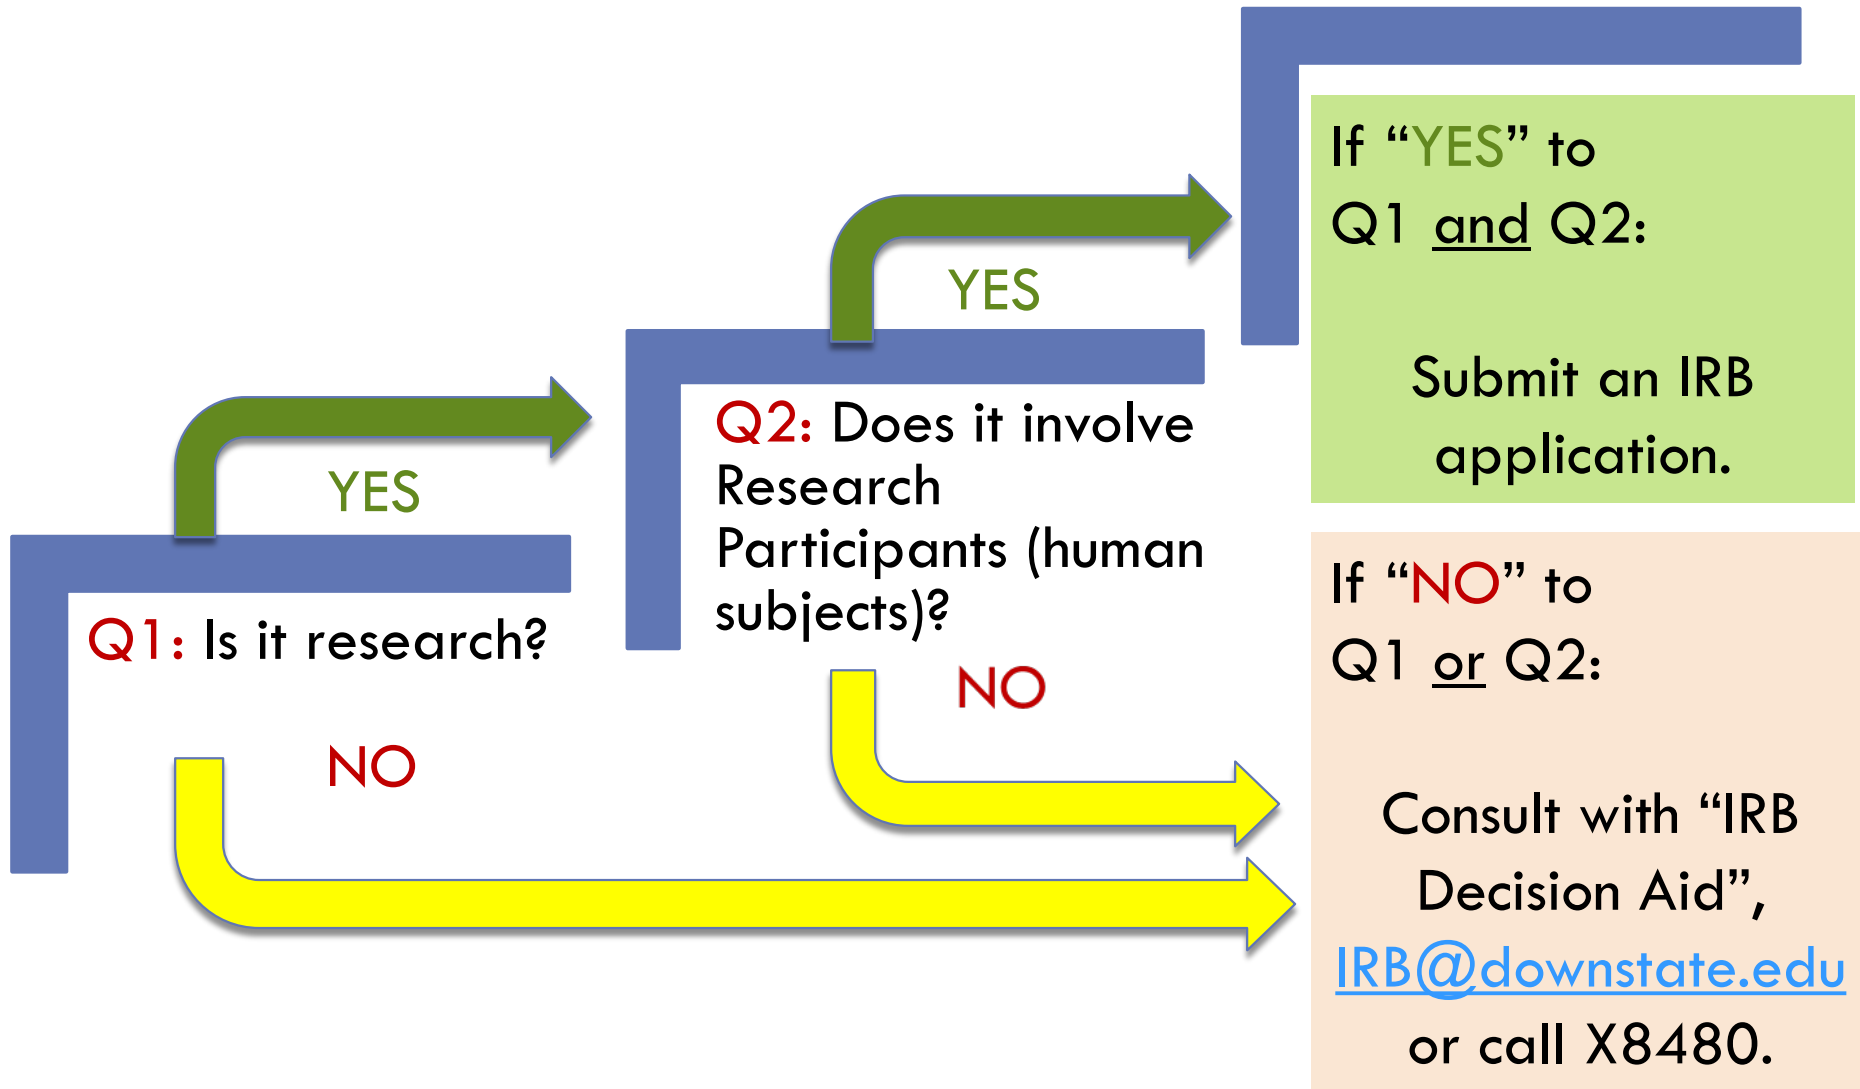 Q1: Is it research?
YES
NO
Q2: Does it involve
Research
Participants (human
subjects)?
YES
NO
If “YES” to
Q1 and Q2:
Submit an IRB
application.
If “NO” to
Q1 or Q2:
Consult with “IRB
Decision Aid”,
IRB@downstate.edu
or call X8480.